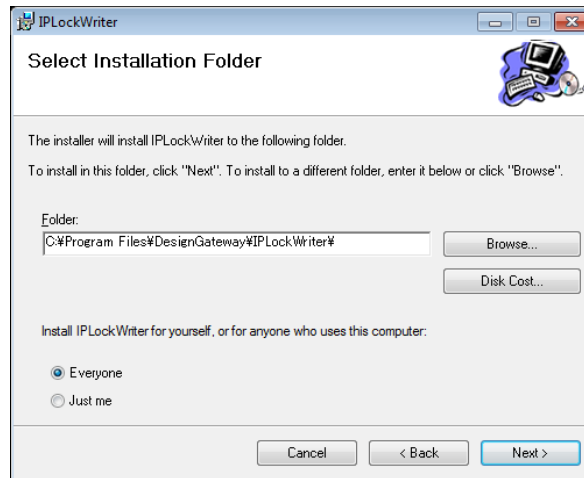 IPLockWriter
Select Installation Folder
The installer will install IPLockWriter to the following folder.
To install in this folder, click "Next". To install to a different folder, enter it below or click "Browse".
Folder:
C:¥Program Files¥DesignGateway¥IPLockWriter¥
Browse...
Disk Cost...
Install IPLockWriter for yourself, or for anyone who uses this computer:
Everyone
Just me
Cancel
< Back
Next >